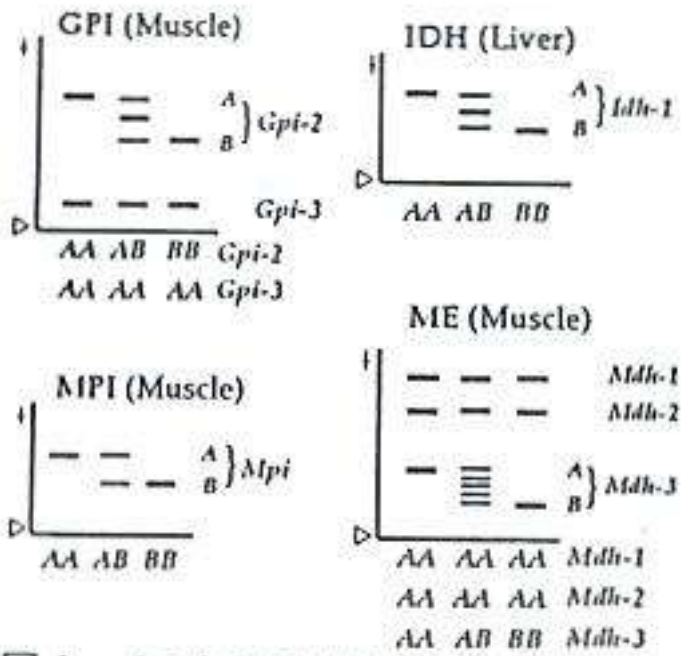 GPI (Muscle)
A
B
Gpi-2
Gpi-3
AA AB BB Gpi-2
AA AA AA Gpi-3
IDH (Liver)
A
B
Idh-1
AA AB BB
MPI (Muscle)
A
B
Mpi
AA AB BB
ME (Muscle)
Mdh-1
Mdh-2
A
B
Mdh-3
AA AA AA Mdh-1
AA AA AA Mdh-2
AA AB BB Mdh-3